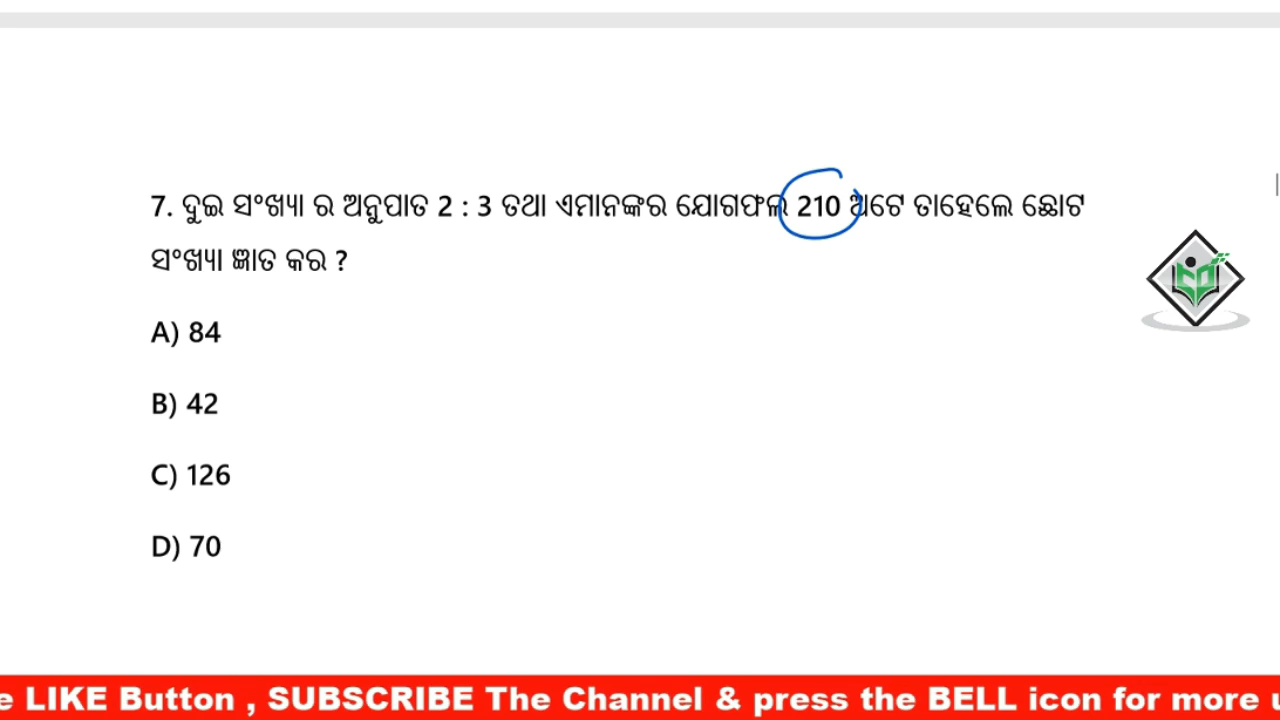 7. ଦୁଇ ସଂଖ୍ୟା ର ଅନୁପାତ 2 : 3 ତଥା ଏମାନଙ୍କର ଯୋଗଫଳ 210 ଅଟେ ତାହେଲେ ଛୋଟ
ସଂଖ୍ୟା ଜ୍ଞାତ କର ?
A) 84
B) 42
C) 126
D) 70
e LIKE Button , SUBSCRIBE The Channel & press the BELL icon for more u